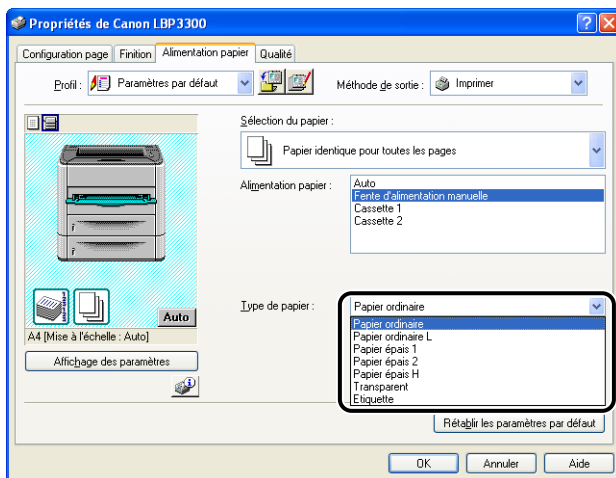 Propriétés de Canon LBP3300
Configuration page Finition Alimentation papier Qualité
Profil : Paramètres par défaut Méthode de sortie : Imprimer
Sélection du papier :
Papier identique pour toutes les pages
Alimentation papier :
Auto
Fente d'alimentation manuelle
Cassette 1
Cassette 2
Auto
A4 [Mise à l'échelle : Auto]
Affichage des paramètres
Type de papier : Papier ordinaire
Papier ordinaire
Papier ordinaire L
Papier épais 1
Papier épais 2
Papier épais H
Transparent
Etiquette
Rétablir les paramètres par défaut
OK Annuler Aide